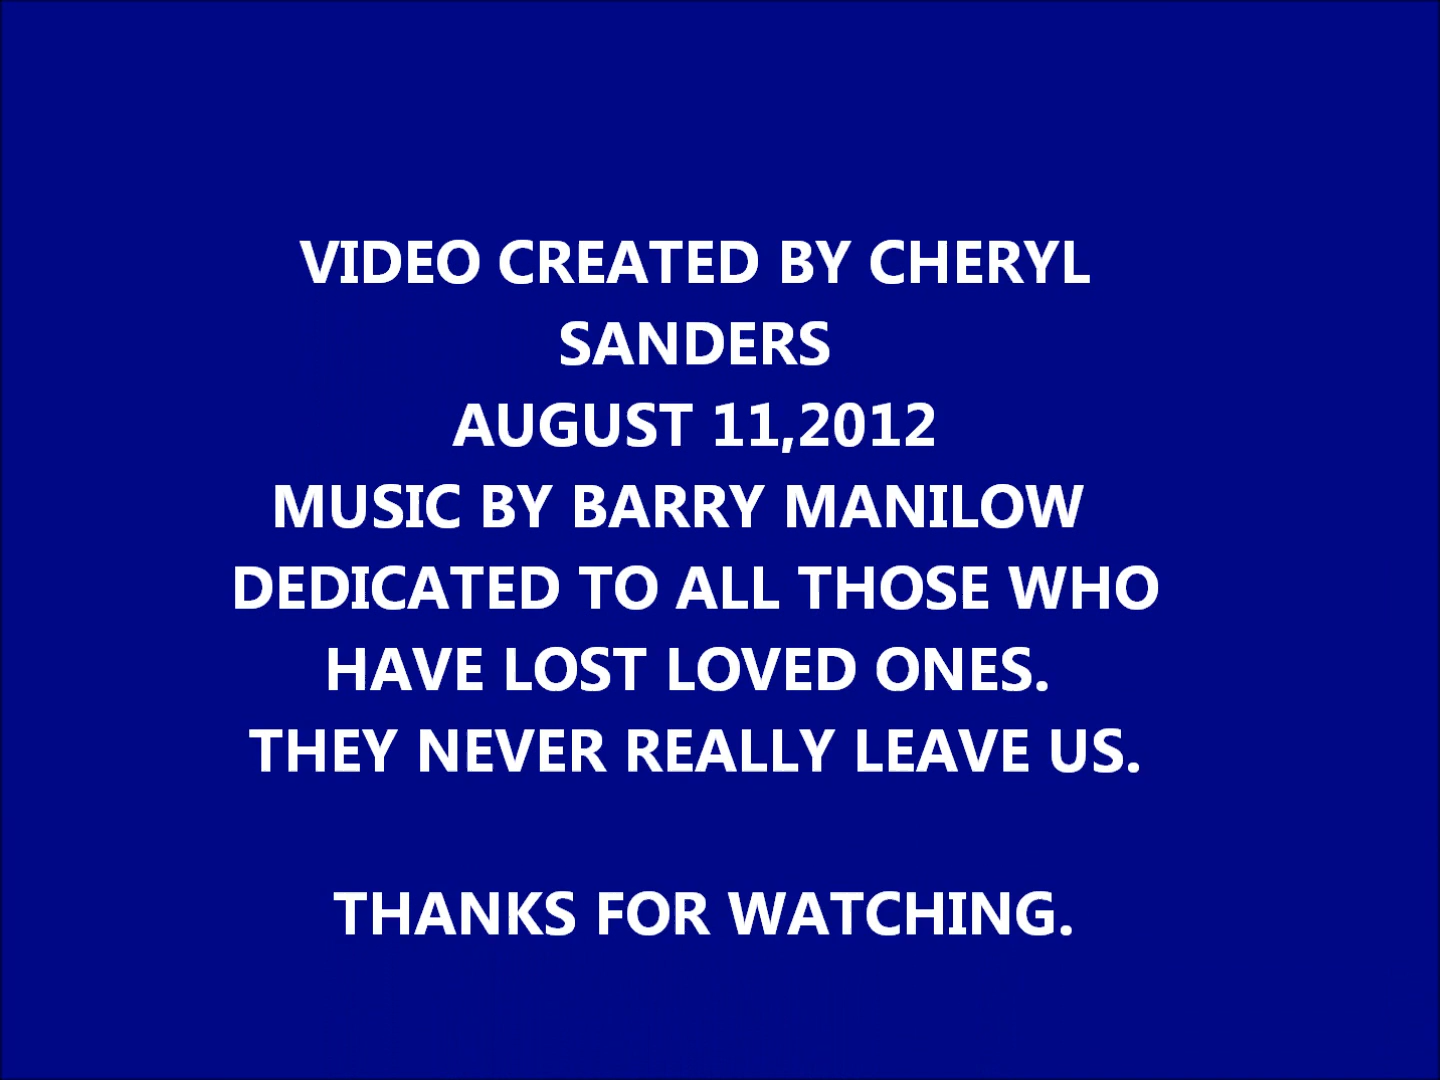 VIDEO CREATED BY CHERYL
SANDERS
AUGUST 11,2012
MUSIC BY BARRY MANILOW
DEDICATED TO ALL THOSE WHO
HAVE LOST LOVED ONES.
THEY NEVER REALLY LEAVE US.
THANKS FOR WATCHING.